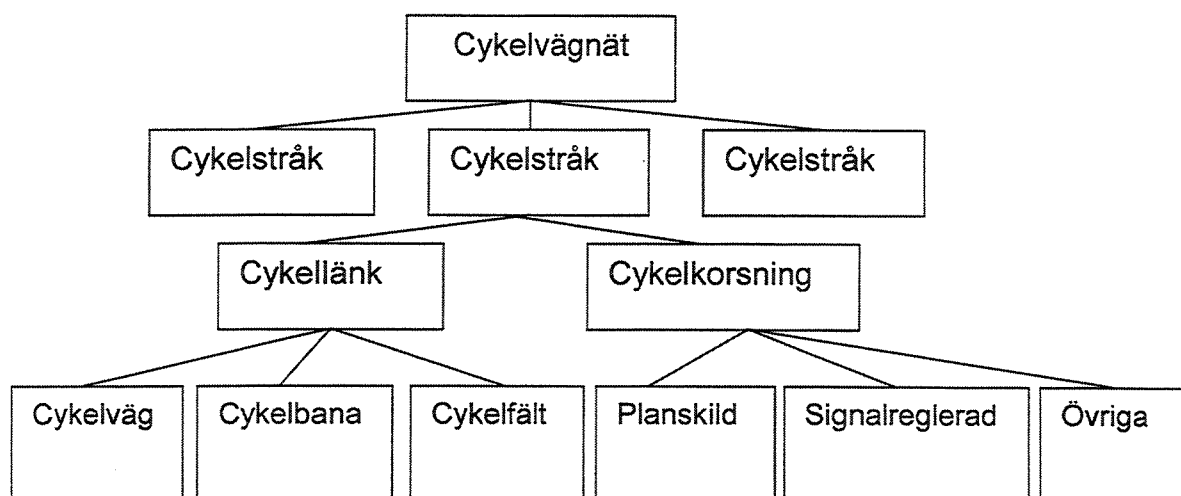 Cykelvägnät
Cykelstråk
Cykelstråk
Cykelstråk
Cykellänk
Cykelkorsning
Cykelväg
Cykelbana
Cykelfält
Planskild
Signalreglerad
Övriga